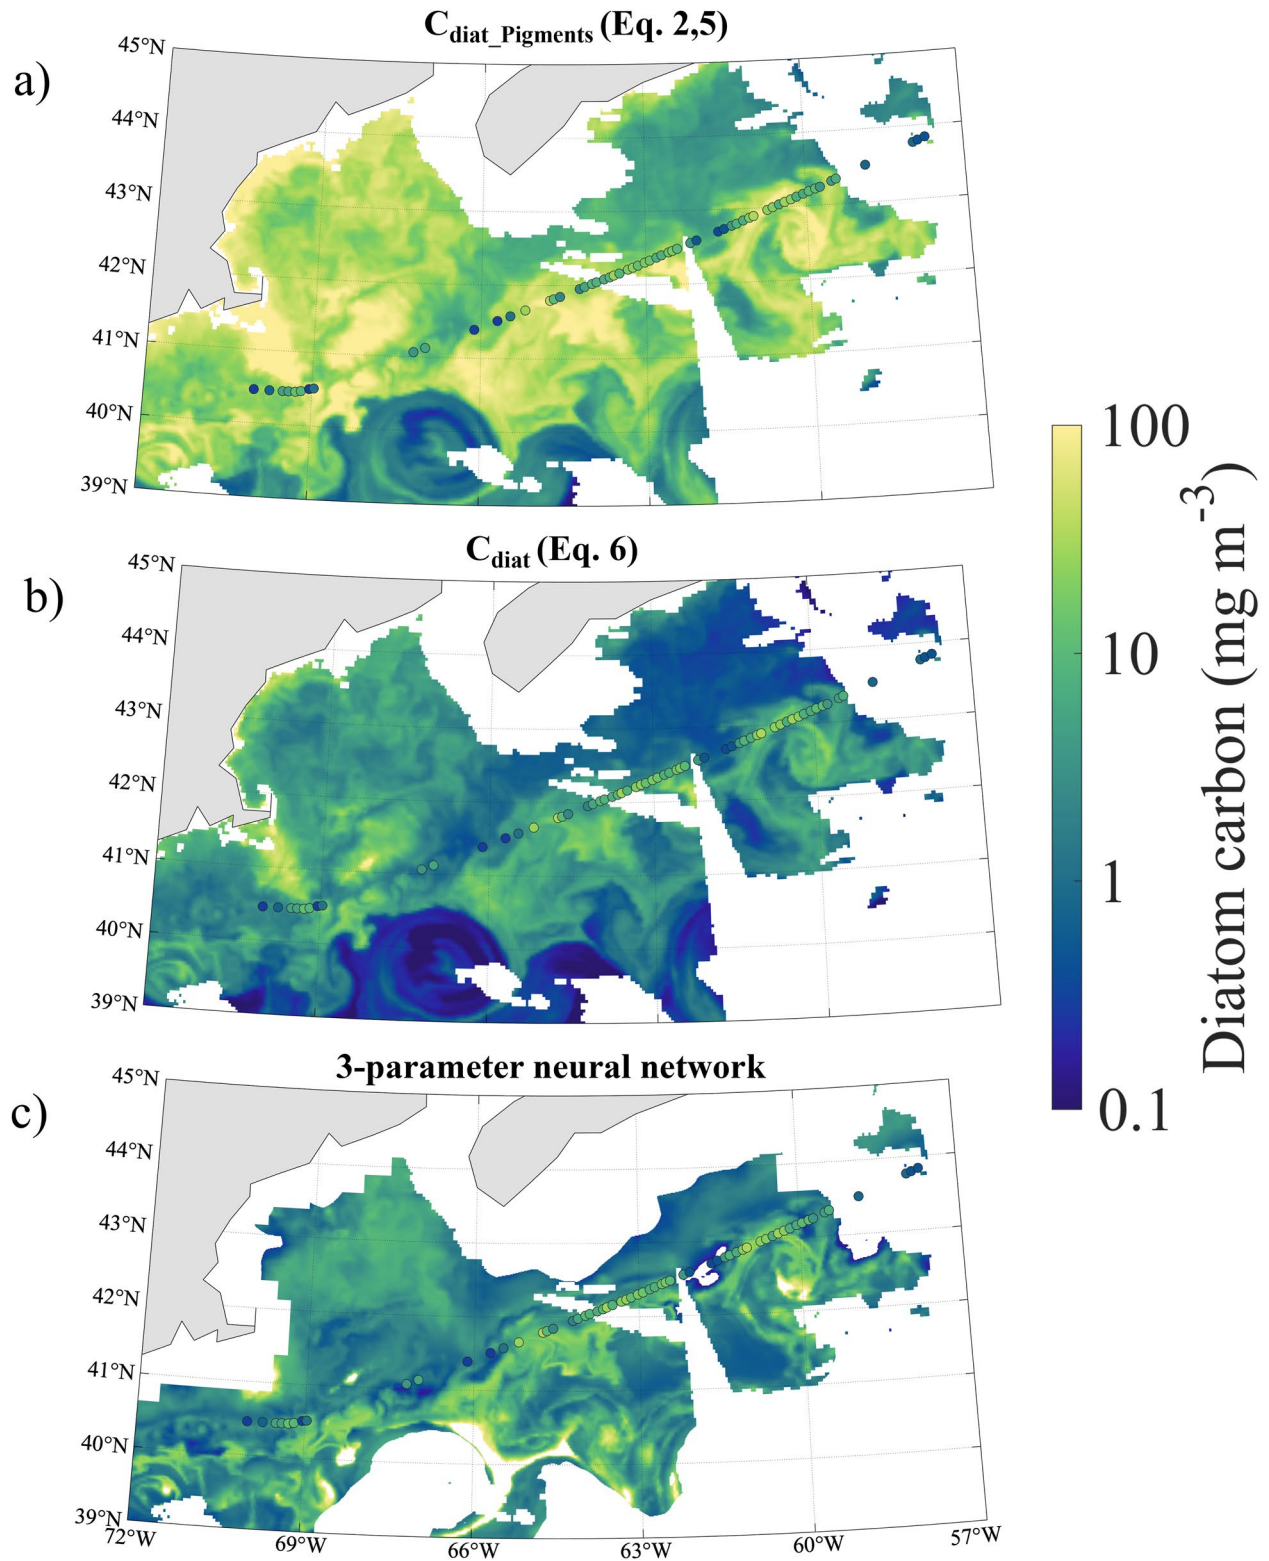 C_diat_Pigments (Eq. 2,5)
a)
45°N
44°N
43°N
42°N
41°N
40°N
39°N
C_diat (Eq. 6)
b)
45°N
44°N
43°N
42°N
41°N
40°N
39°N
3-parameter neural network
c)
45°N
44°N
43°N
42°N
41°N
40°N
39°N
72°W 69°W 66°W 63°W 60°W 57°W
100
10
1
0.1
Diatom carbon (mg m^-3)